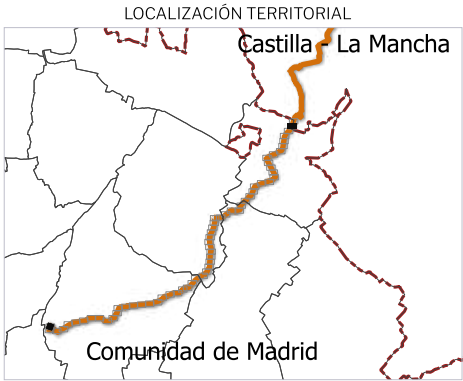 LOCALIZACIÓN TERRITORIAL
Castilla - La Mancha
Comunidad de Madrid